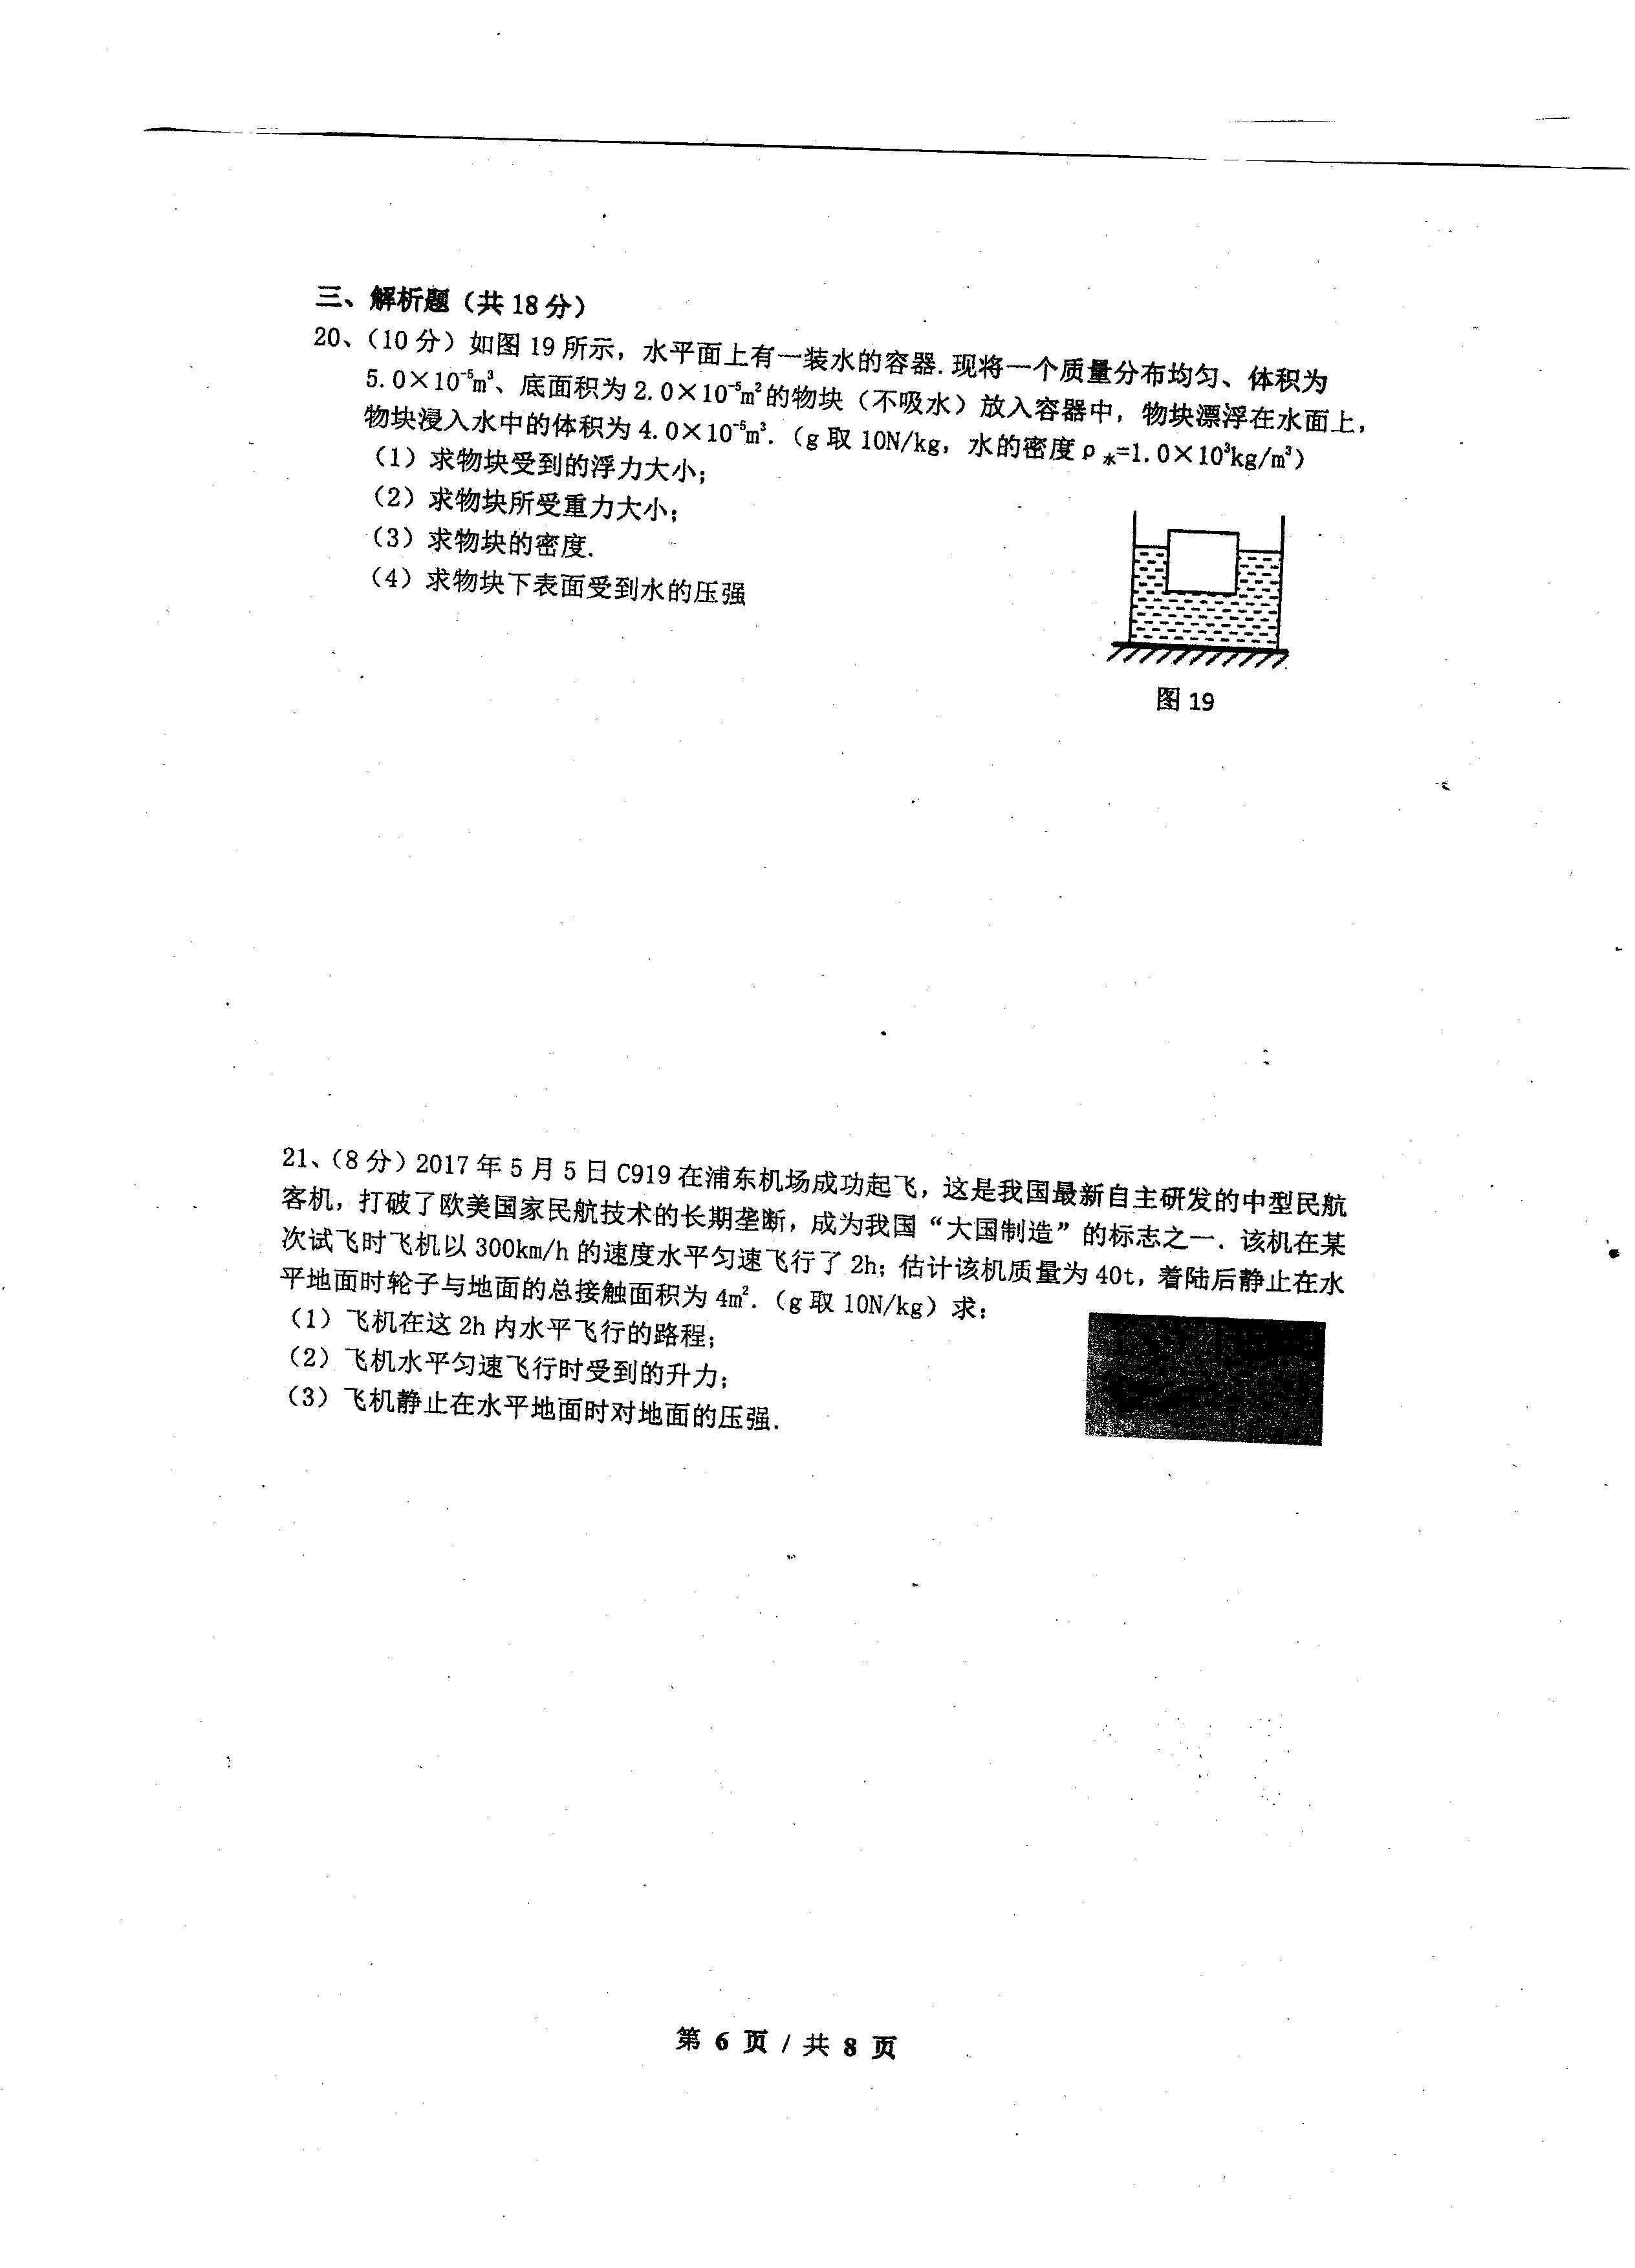 三、解析题（共 18 分）
20、（10 分）如图 19 所示，水平面上有一装水的容器. 现将一个质量分布均匀、体积为
5.0×10⁻⁵m³、底面积为 2.0×10⁻⁵m²的物块（不吸水）放入容器中，物块漂浮在水面上，
物块浸入水中的体积为 4.0×10⁻⁵m³.（g 取 10N/kg，水的密度 ρ水=1.0×10³kg/m³）
（1）求物块受到的浮力大小；
（2）求物块所受重力大小；
（3）求物块的密度.
（4）求物块下表面受到水的压强
图 19
21、（8 分）2017 年 5 月 5 日 C919 在浦东机场成功起飞，这是我国最新自主研发的中型民航
客机，打破了欧美国家民航技术的长期垄断，成为我国“大国制造”的标志之一. 该机在某
次试飞时飞机以 300km/h 的速度水平匀速飞行了 2h；估计该机质量为 40t，着陆后静止在水
平地面时轮子与地面的总接触面积为 4m².（g 取 10N/kg）求：
（1）飞机在这 2h 内水平飞行的路程；
（2）飞机水平匀速飞行时受到的升力；
（3）飞机静止在水平地面时对地面的压强.
第 6 页 / 共 8 页